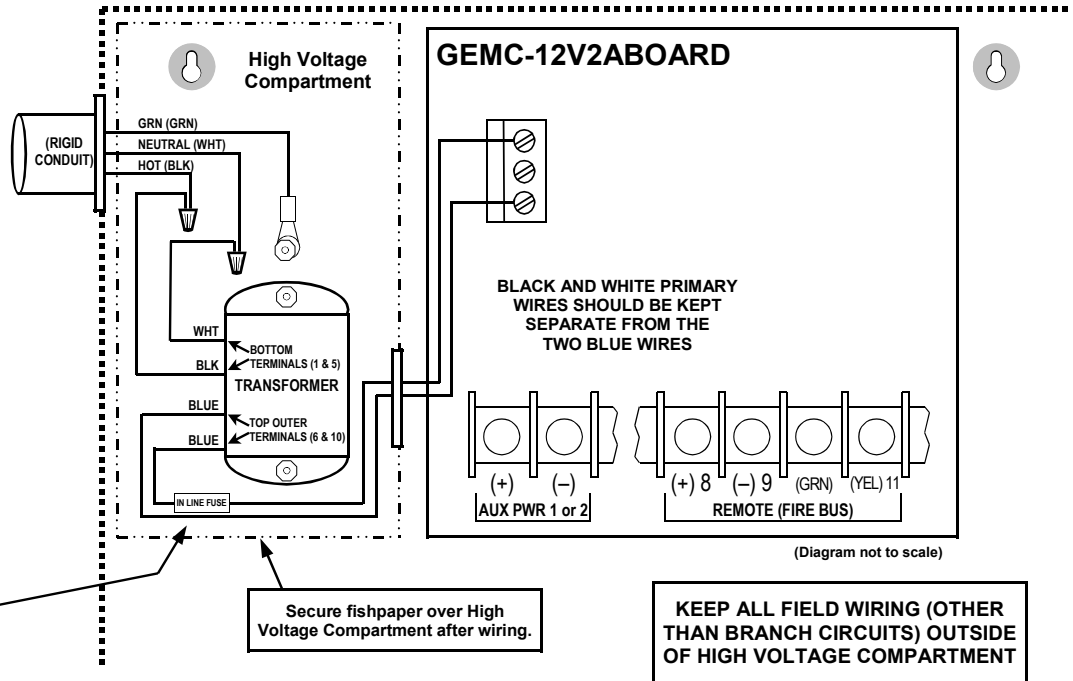 High Voltage
Compartment
GEMC-12V2ABOARD
(RIGID
CONDUIT)
GRN (GRN)
NEUTRAL (WHT)
HOT (BLK)
BLACK AND WHITE PRIMARY
WIRES SHOULD BE KEPT
SEPARATE FROM THE
TWO BLUE WIRES
WHT
BOTTOM
TERMINALS (1 & 5)
BLK
TRANSFORMER
BLUE
TOP OUTER
TERMINALS (6 & 10)
BLUE
IN LINE FUSE
(+) (–)
AUX PWR 1 or 2
(+) 8 (–) 9 (GRN) (YEL) 11
REMOTE (FIRE BUS)
(Diagram not to scale)
Secure fishpaper over High
Voltage Compartment after wiring.
KEEP ALL FIELD WIRING (OTHER
THAN BRANCH CIRCUITS) OUTSIDE
OF HIGH VOLTAGE COMPARTMENT